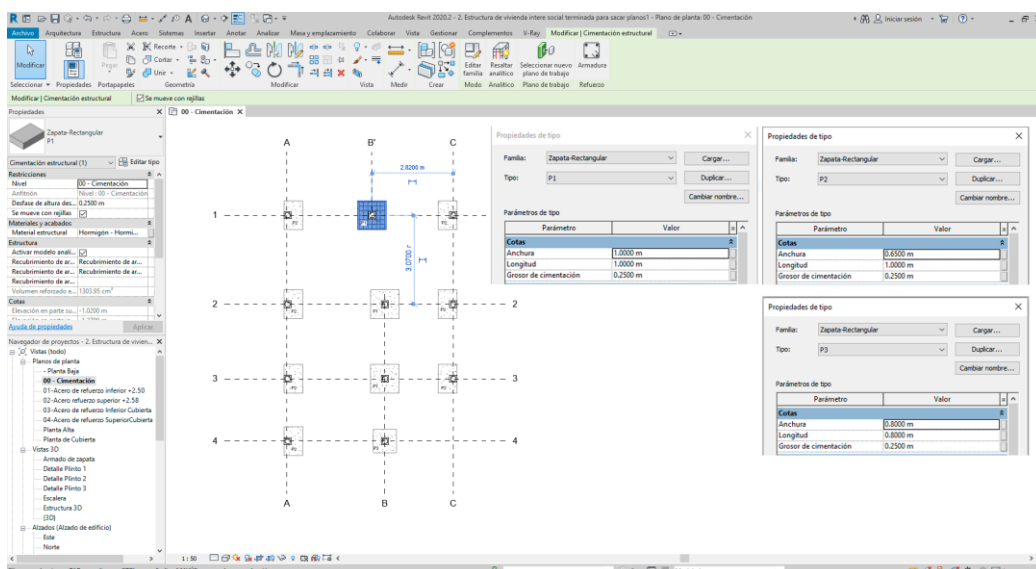 Autodesk Revit 2020.2 - 2. Estructura de vivienda intere social terminada para sacar planos1 - Plano de planta: 00 - Cimentación
Iniciar sesión
Archivo Arquitectura Estructura Acero Sistemas Insertar Anotar Analizar Masa y emplazamiento Colaborar Vista Gestionar Complementos V-Ray Modificar | Cimentación estructural
Modificar
Pegar
Recorte
Cortar
Unir
Editar familia
Resaltar analítico
Seleccionar nuevo plano de trabajo
Armadura
Seleccionar Propiedades Portapapeles Geometría Modificar Vista Medir Crear Modo Analítico Plano de trabajo Refuerzo
Modificar | Cimentación estructural Se mueve con rejillas
Propiedades X
00 - Cimentación X
Zapata-Rectangular
P1
Cimentación estructural (1) Editar tipo
Restricciones
Nivel 00 - Cimentación
Anfitrión Nivel : 00 - Cimentación
Desfase de altura des... 0.2500 m
Se mueve con rejillas
Materiales y acabados
Material estructural Hormigón - Hormi...
Estructura
Activar modelo analí...
Recubrimiento de ar... Recubrimiento de ar...
Recubrimiento de ar... Recubrimiento de ar...
Recubrimiento de ar... Recubrimiento de ar...
Volumen reforzado e... 1303.95 cm³
Cotas
Elevación en parte su... -1.0200 m
Ayuda de propiedades Aplicar
Navegador de proyectos - 2. Estructura de vivien... X
Vistas (todo)
Planos de planta
- Planta Baja
00 - Cimentación
01-Acero de refuerzo inferior +2.50
02-Acero refuerzo superior +2.58
03-Acero de refuerzo Inferior Cubierta
04-Acero de refuerzo SuperiorCubierta
Planta Alta
Planta de Cubierta
Vistas 3D
Armado de zapata
Detalle Plinto 1
Detalle Plinto 2
Detalle Plinto 3
Escalera
Estructura 3D
{3D}
Alzados (Alzado de edificio)
Este
Norte
A B' C
2.8200 m
1
3.0700
2 2
3 3
4 4
A B C
1 : 50
Propiedades de tipo X
Familia: Zapata-Rectangular Cargar...
Tipo: P1 Duplicar...
Cambiar nombre...
Parámetros de tipo
Parámetro Valor =
Cotas
Anchura 1.0000 m
Longitud 1.0000 m
Grosor de cimentación 0.2500 m
Propiedades de tipo X
Familia: Zapata-Rectangular Cargar...
Tipo: P2 Duplicar...
Cambiar nombre...
Parámetros de tipo
Parámetro Valor =
Cotas
Anchura 0.6500 m
Longitud 1.0000 m
Grosor de cimentación 0.2500 m
Propiedades de tipo X
Familia: Zapata-Rectangular Cargar...
Tipo: P3 Duplicar...
Cambiar nombre...
Parámetros de tipo
Parámetro Valor =
Cotas
Anchura 0.8000 m
Longitud 0.8000 m
Grosor de cimentación 0.2500 m